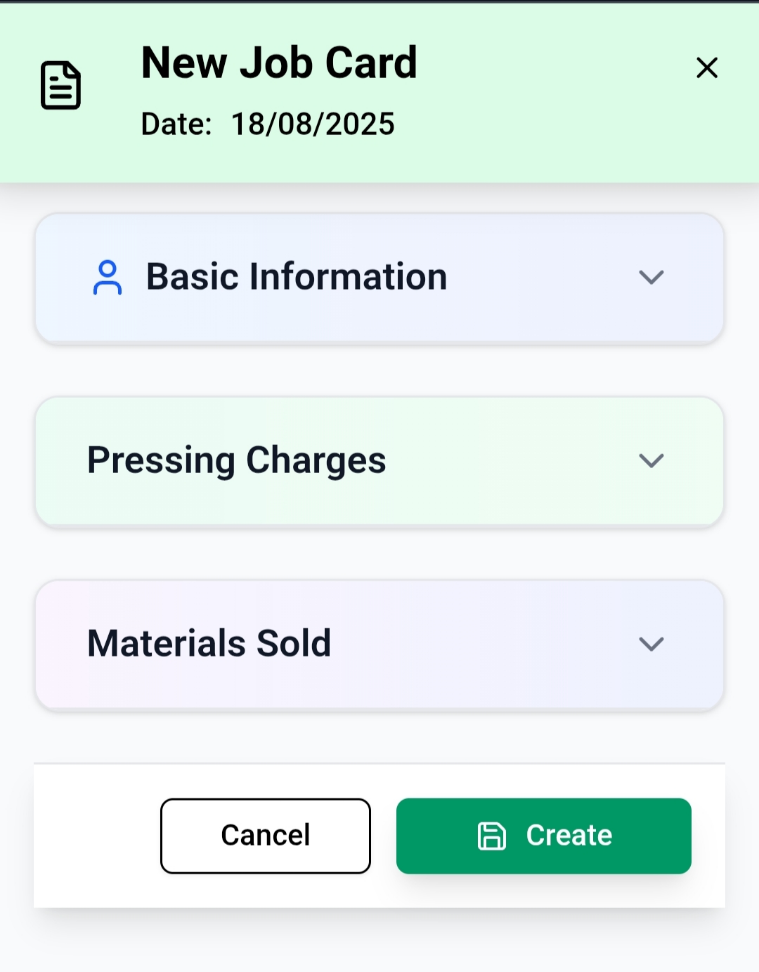 New Job Card
Date: 18/08/2025
Basic Information
Pressing Charges
Materials Sold
Cancel
Create